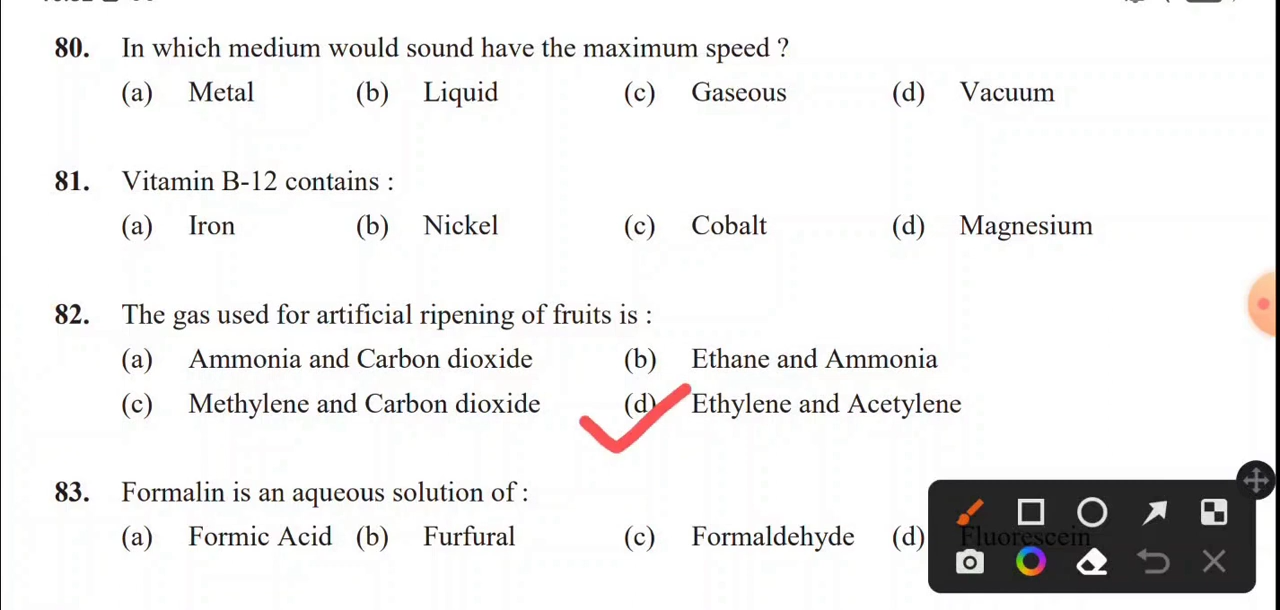 80. In which medium would sound have the maximum speed ?
(a) Metal (b) Liquid (c) Gaseous (d) Vacuum
81. Vitamin B-12 contains :
(a) Iron (b) Nickel (c) Cobalt (d) Magnesium
82. The gas used for artificial ripening of fruits is :
(a) Ammonia and Carbon dioxide (b) Ethane and Ammonia
(c) Methylene and Carbon dioxide (d) Ethylene and Acetylene
83. Formalin is an aqueous solution of :
(a) Formic Acid (b) Furfural (c) Formaldehyde (d) Fluorescein